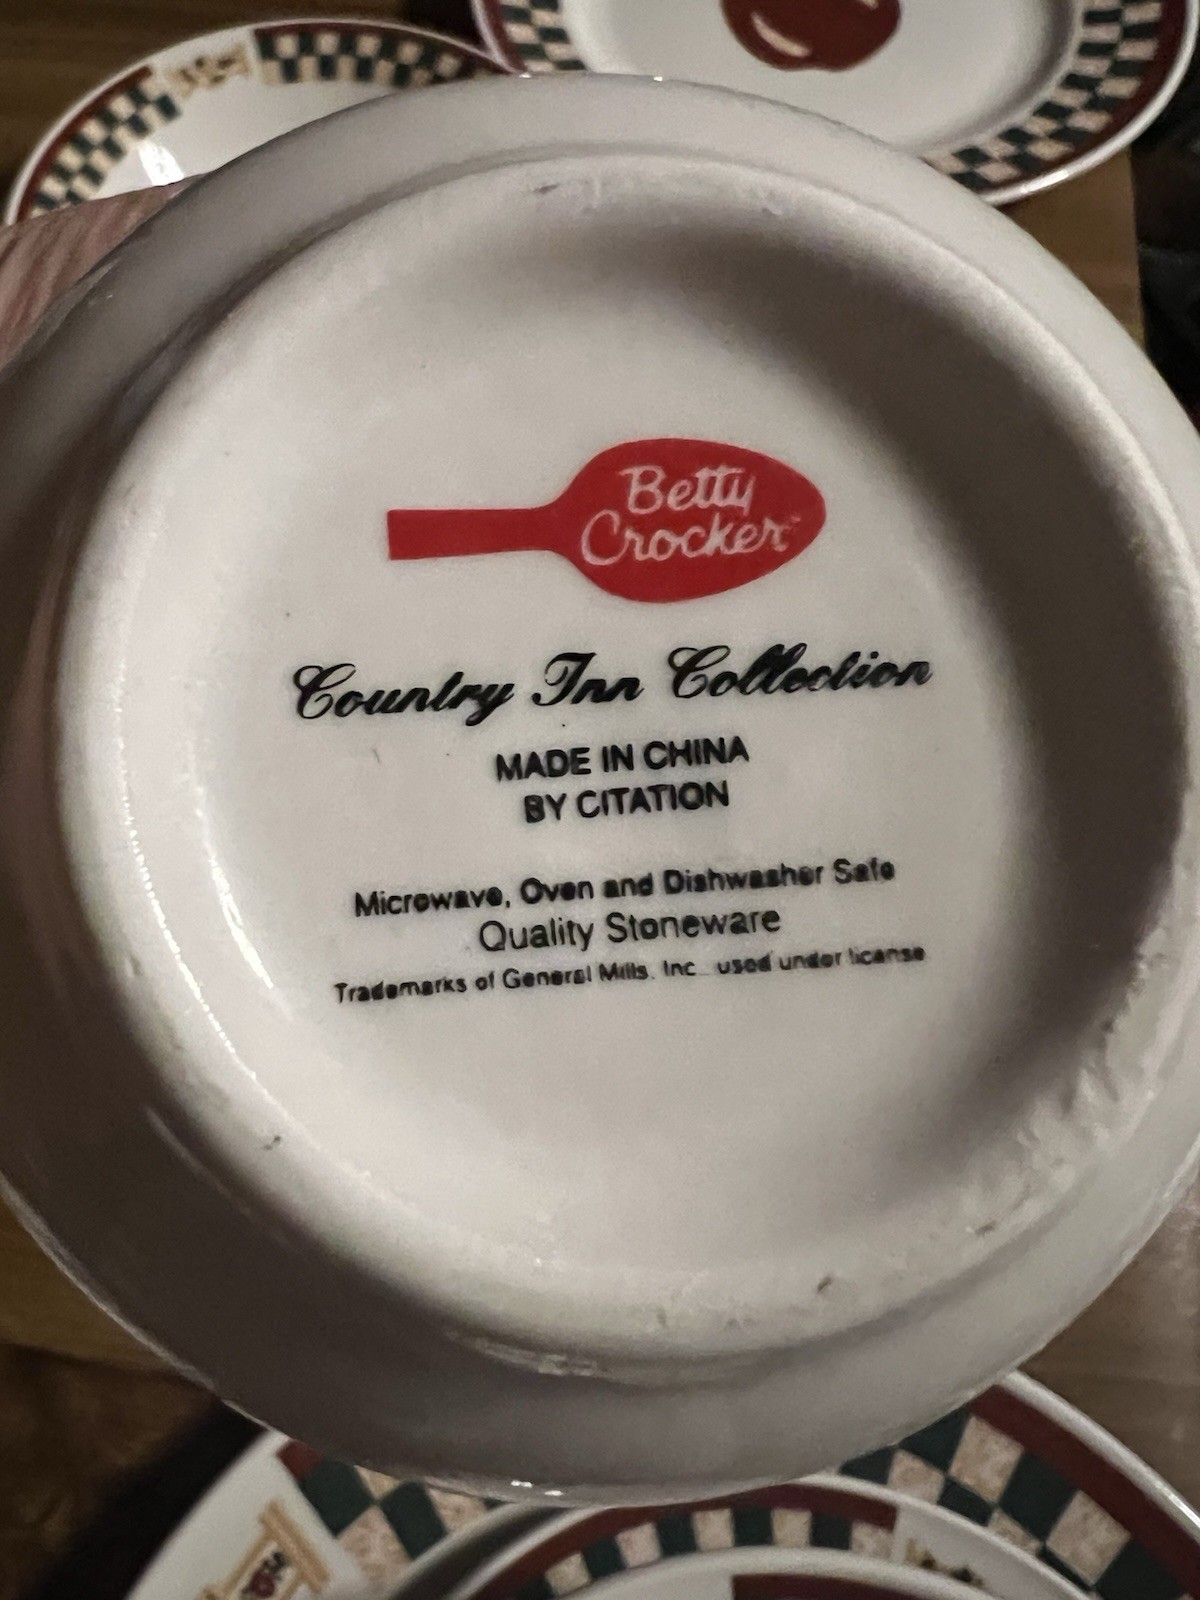 Betty
Crocker
Country Inn Collection
MADE IN CHINA
BY CITATION
Microwave, Oven and Dishwasher Safe
Quality Stoneware
Trademarks of General Mills, Inc. used under license